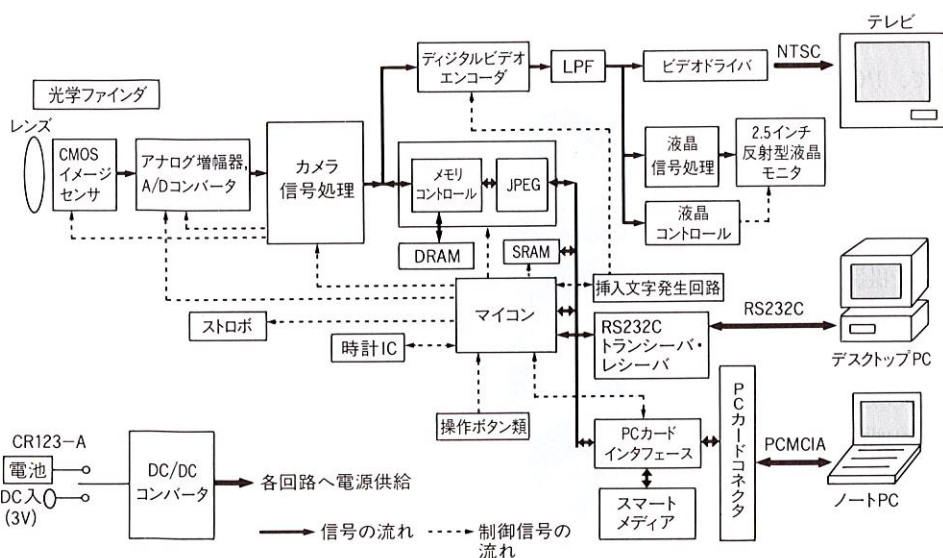 光学ファインダ
レンズ
CMOS
イメージ
センサ
アナログ増幅器,
A/Dコンバータ
カメラ
信号処理
ディジタルビデオ
エンコーダ
LPF
ビデオドライバ
NTSC
テレビ
メモリ
コントロール
JPEG
DRAM
SRAM
液晶
信号処理
2.5インチ
反射型液晶
モニタ
液晶
コントロール
挿入文字発生回路
マイコン
ストロボ
時計IC
操作ボタン類
RS232C
トランシーバ・
レシーバ
RS232C
デスクトップPC
PCカード
インタフェース
スマート
メディア
PCカードコネクタ
PCMCIA
ノートPC
CR123-A
電池
DC入
(3V)
DC/DC
コンバータ
各回路へ電源供給
信号の流れ
制御信号の
流れ